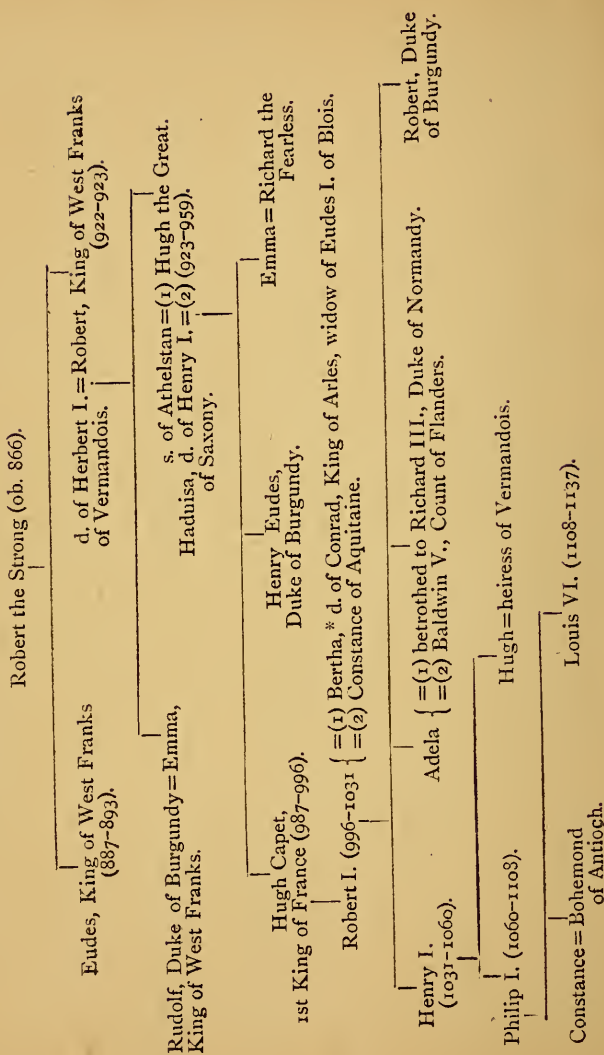 Robert the Strong (ob. 866).
Eudes, King of West Franks
(887-893).
d. of Herbert I.=Robert, King of West Franks
of Vermandois.
(922-923).
Rudolf, Duke of Burgundy=Emma,
King of West Franks.
s. of Athelstan=(1) Hugh the Great.
Haduisa, d. of Henry I.=(2) (923-959).
of Saxony.
Hugh Capet,
1st King of France (987-996).
Henry Eudes,
Duke of Burgundy.
Emma=Richard the
Fearless.
Robert I. (996-1031 {=(1) Bertha,* d. of Conrad, King of Arles, widow of Eudes I. of Blois.
=(2) Constance of Aquitaine.
Henry I.
(1031-1060).
Adela {=(1) betrothed to Richard III., Duke of Normandy.
=(2) Baldwin V., Count of Flanders.
Robert, Duke
of Burgundy.
Philip I. (1060-1108).
Hugh=heiress of Vermandois.
Constance=Bohemond
of Antioch.
Louis VI. (1108-1137).